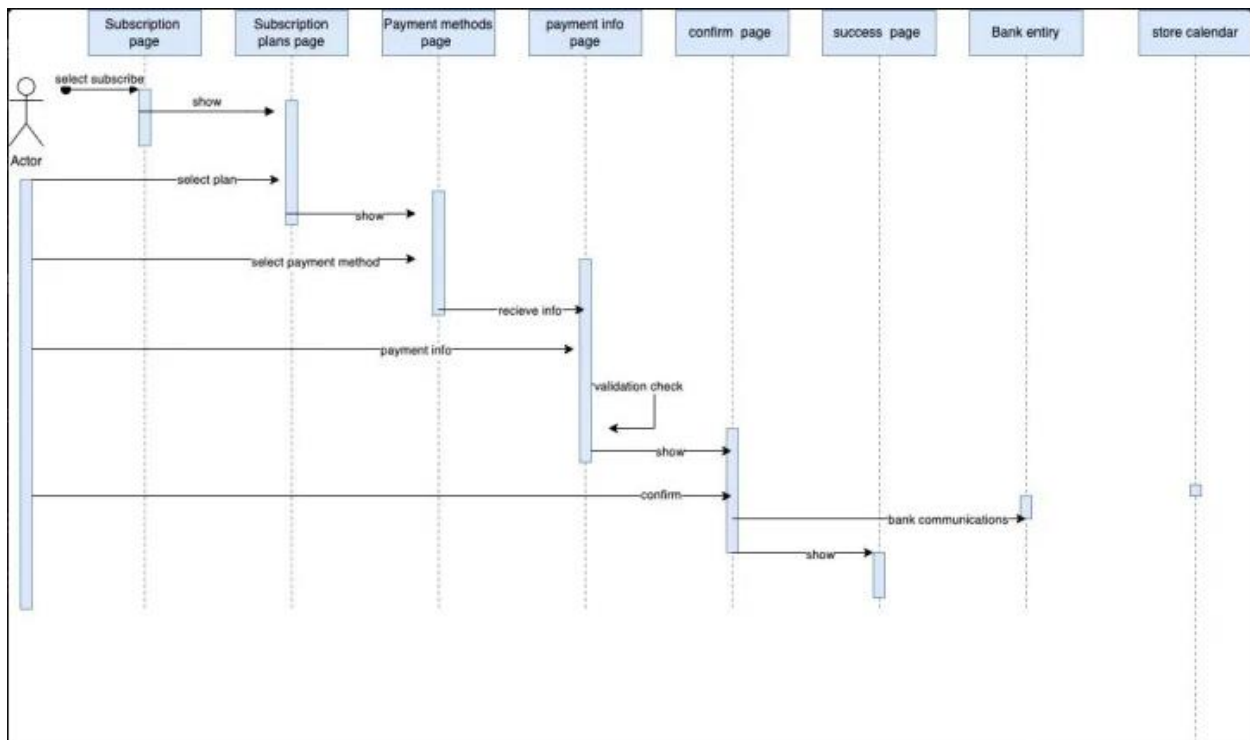 Subscription
page
Subscription
plans page
Payment methods
page
payment info
page
confirm page
success page
Bank entiry
store calendar
select subscribe
show
Actor
select plan
show
select payment method
recieve info
payment info
validation check
show
confirm
bank communications
show